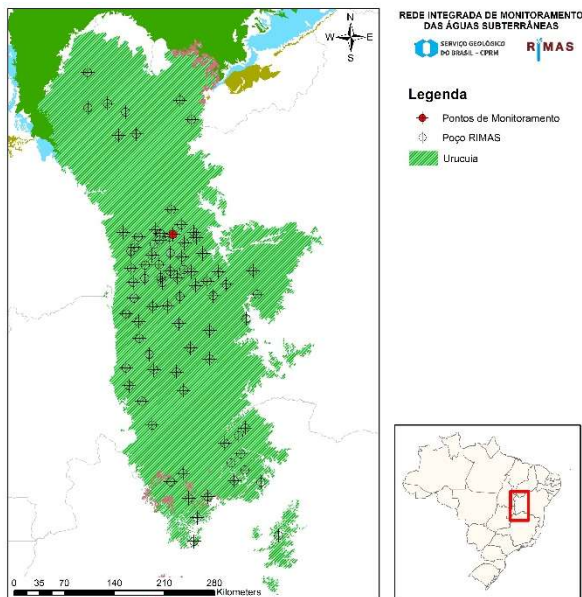 REDE INTEGRADA DE MONITORAMENTO
DAS ÁGUAS SUBTERRÂNEAS
SERVIÇO GEOLÓGICO
DO BRASIL - CPRM
RIMAS
N
W
E
S
Legenda
Pontos de Monitoramento
Poço RIMAS
Urucuia
0 35 70 140 210 280
Kilometers